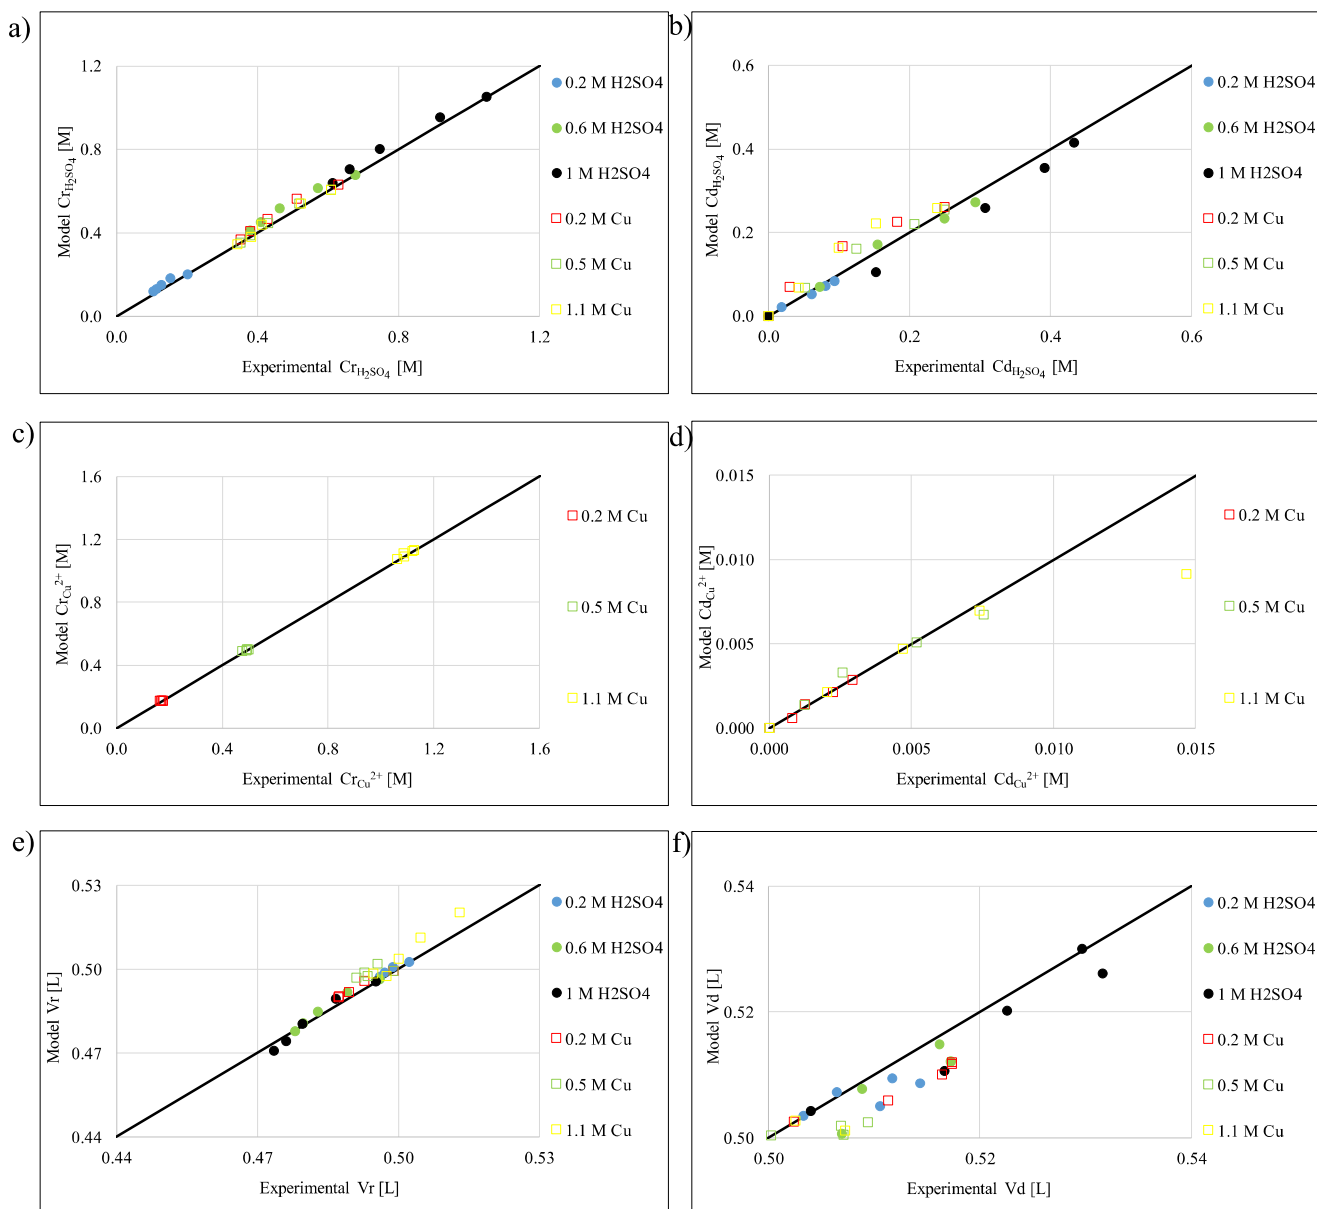 a)
1.2
0.8
0.4
0.0
0.0 0.4 0.8 1.2
Model Cr_H₂SO₄ [M]
Experimental Cr_H₂SO₄ [M]
0.2 M H2SO4
0.6 M H2SO4
1 M H2SO4
0.2 M Cu
0.5 M Cu
1.1 M Cu
b)
0.6
0.4
0.2
0.0
0.0 0.2 0.4 0.6
Model Cd_H₂SO₄ [M]
Experimental Cd_H₂SO₄ [M]
0.2 M H2SO4
0.6 M H2SO4
1 M H2SO4
0.2 M Cu
0.5 M Cu
1.1 M Cu
c)
1.6
1.2
0.8
0.4
0.0
0.0 0.4 0.8 1.2 1.6
Model Cr_Cu²⁺ [M]
Experimental Cr_Cu²⁺ [M]
0.2 M Cu
0.5 M Cu
1.1 M Cu
d)
0.015
0.010
0.005
0.000
0.000 0.005 0.010 0.015
Model Cd_Cu²⁺ [M]
Experimental Cd_Cu²⁺ [M]
0.2 M Cu
0.5 M Cu
1.1 M Cu
e)
0.53
0.50
0.47
0.44
0.44 0.47 0.50 0.53
Model Vr [L]
Experimental Vr [L]
0.2 M H2SO4
0.6 M H2SO4
1 M H2SO4
0.2 M Cu
0.5 M Cu
1.1 M Cu
f)
0.54
0.52
0.50
0.50 0.52 0.54
Model Vd [L]
Experimental Vd [L]
0.2 M H2SO4
0.6 M H2SO4
1 M H2SO4
0.2 M Cu
0.5 M Cu
1.1 M Cu